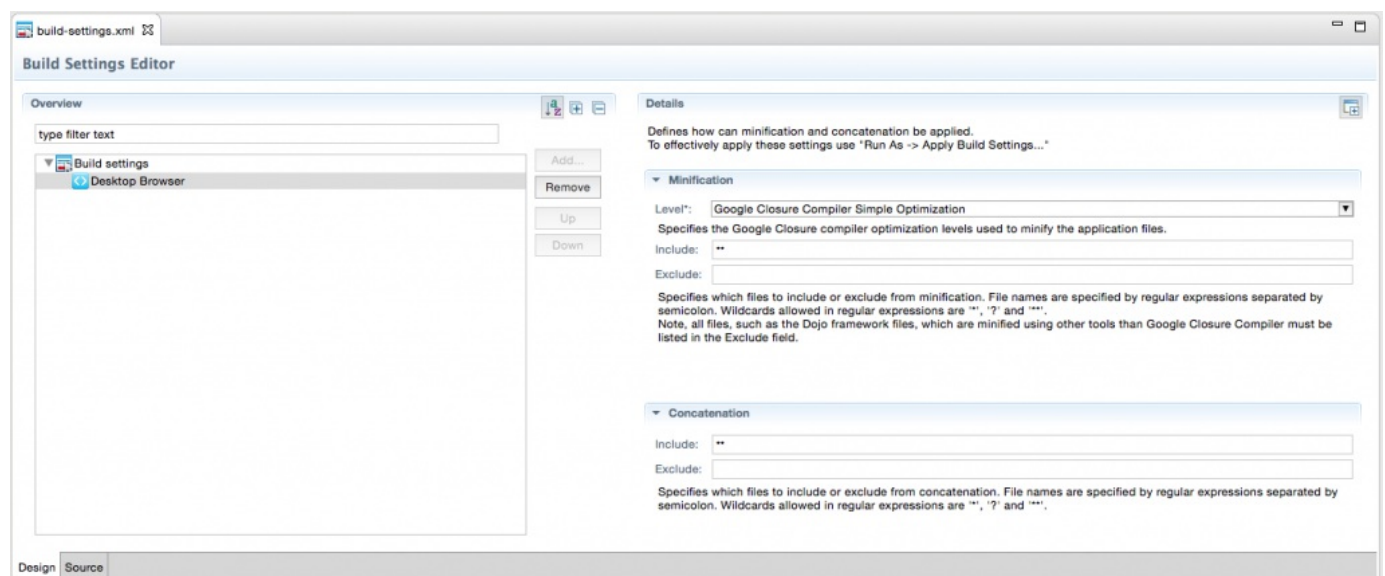 build-settings.xml
Build Settings Editor
Overview
type filter text
Build settings
Desktop Browser
Add...
Remove
Up
Down
Details
Defines how can minification and concatenation be applied.
To effectively apply these settings use "Run As -> Apply Build Settings..."
Minification
Level*: Google Closure Compiler Simple Optimization
Specifies the Google Closure compiler optimization levels used to minify the application files.
Include: **
Exclude:
Specifies which files to include or exclude from minification. File names are specified by regular expressions separated by
semicolon. Wildcards allowed in regular expressions are '*', '?' and '**'.
Note, all files, such as the Dojo framework files, which are minified using other tools than Google Closure Compiler must be
listed in the Exclude field.
Concatenation
Include: **
Exclude:
Specifies which files to include or exclude from concatenation. File names are specified by regular expressions separated by
semicolon. Wildcards allowed in regular expressions are '*', '?' and '**'.
Design Source